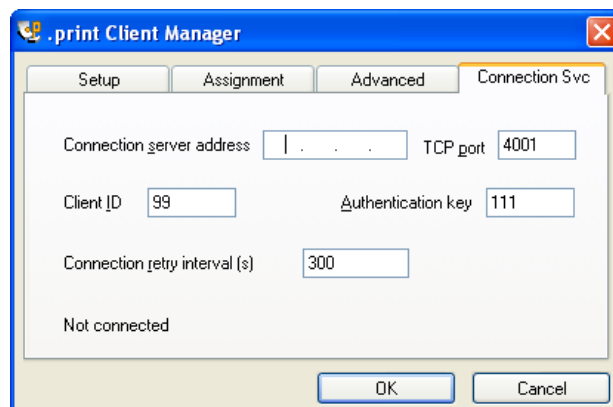 .print Client Manager
Setup Assignment Advanced Connection Svc
Connection server address . . . TCP port 4001
Client ID 99 Authentication key 111
Connection retry interval (s) 300
Not connected
OK Cancel